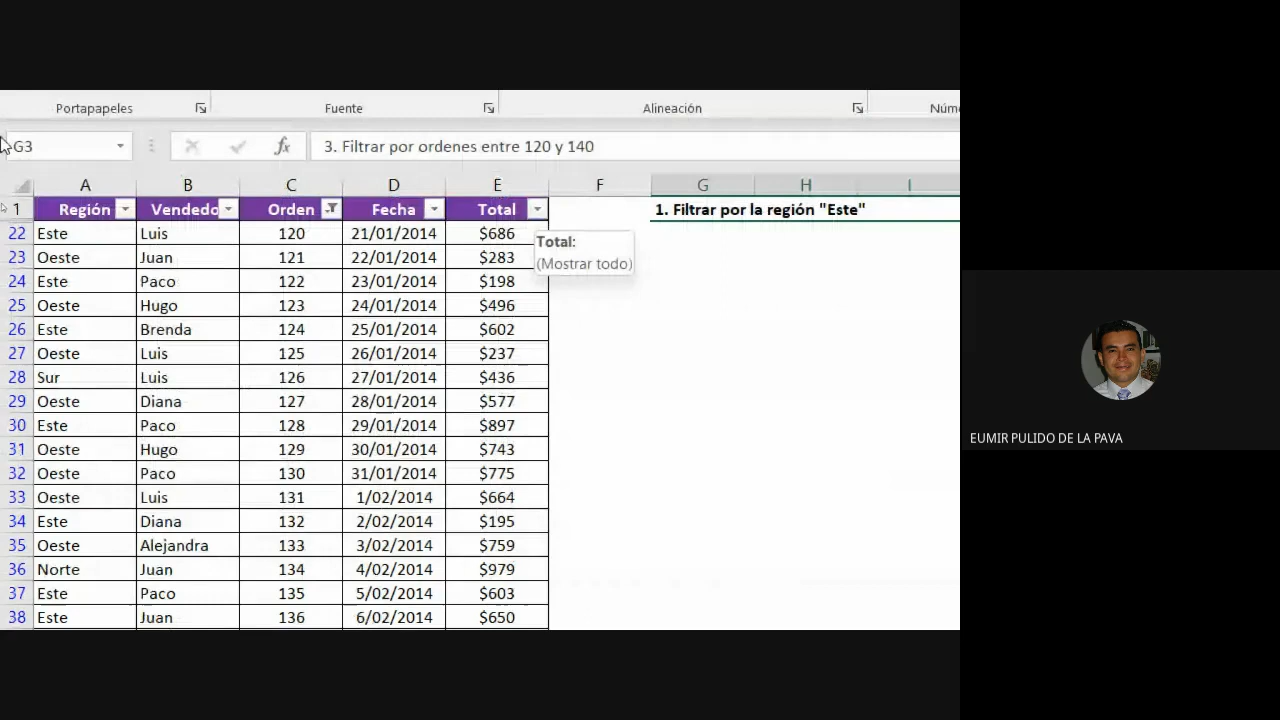 Portapapeles Fuente Alineación Núme
G3 fx 3. Filtrar por ordenes entre 120 y 140
A B C D E F G H I
1 Región Vendedo Orden Fecha Total 1. Filtrar por la región "Este"
22 Este Luis 120 21/01/2014 $686
Total:
23 Oeste Juan 121 22/01/2014 $283
(Mostrar todo)
24 Este Paco 122 23/01/2014 $198
25 Oeste Hugo 123 24/01/2014 $496
26 Este Brenda 124 25/01/2014 $602
27 Oeste Luis 125 26/01/2014 $237
28 Sur Luis 126 27/01/2014 $436
29 Oeste Diana 127 28/01/2014 $577
30 Este Paco 128 29/01/2014 $897
31 Oeste Hugo 129 30/01/2014 $743
32 Oeste Paco 130 31/01/2014 $775
33 Oeste Luis 131 1/02/2014 $664
34 Este Diana 132 2/02/2014 $195
35 Oeste Alejandra 133 3/02/2014 $759
36 Norte Juan 134 4/02/2014 $979
37 Este Paco 135 5/02/2014 $603
38 Este Juan 136 6/02/2014 $650
EUMIR PULIDO DE LA PAVA